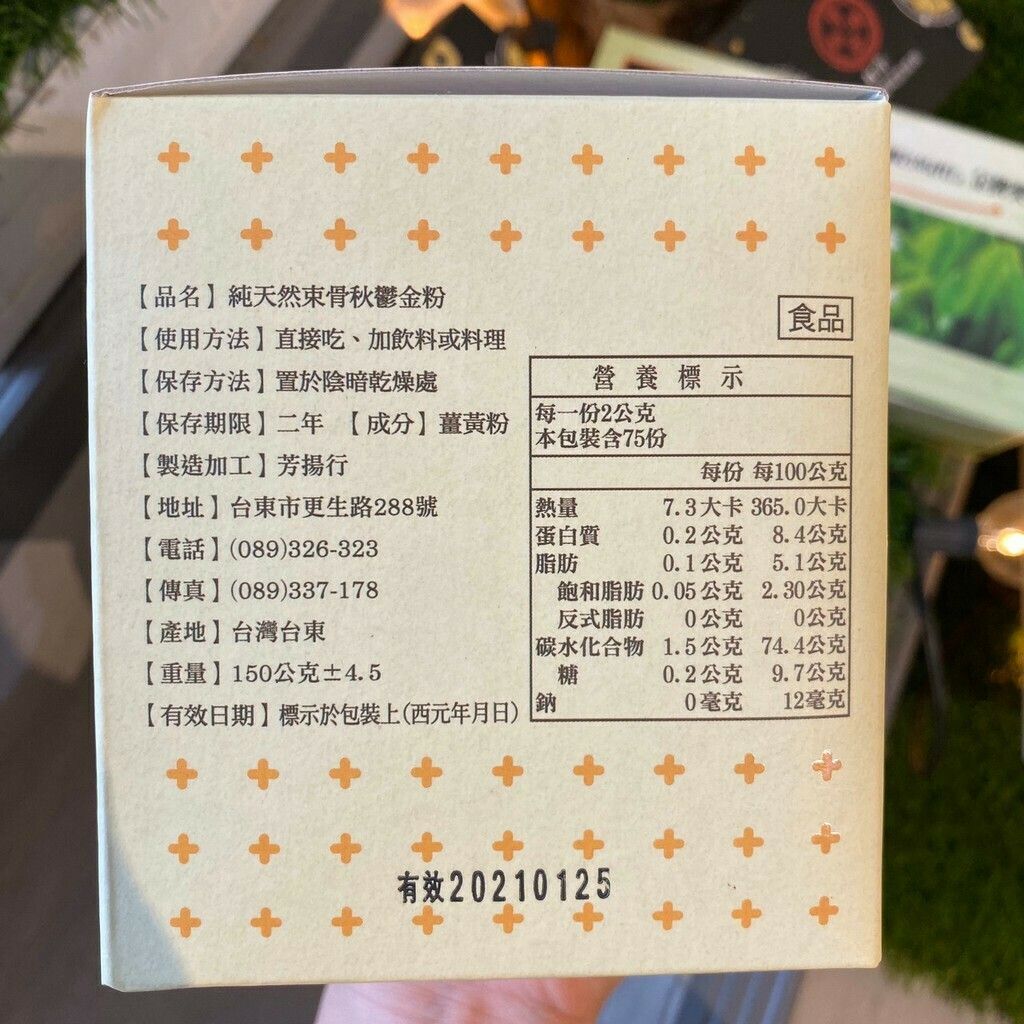 【品名】純天然束骨秋鬱金粉
【使用方法】直接吃、加飲料或料理
【保存方法】置於陰暗乾燥處
【保存期限】二年 【成分】薑黃粉
【製造加工】芳揚行
【地址】台東市更生路288號
【電話】(089)326-323
【傳真】(089)337-178
【產地】台灣台東
【重量】150公克±4.5
【有效日期】標示於包裝上(西元年月日)
食品
營養標示
每一份2公克
本包裝含75份
每份 每100公克
熱量 7.3大卡 365.0大卡
蛋白質 0.2公克 8.4公克
脂肪 0.1公克 5.1公克
飽和脂肪 0.05公克 2.30公克
反式脂肪 0公克 0公克
碳水化合物 1.5公克 74.4公克
糖 0.2公克 9.7公克
鈉 0毫克 12毫克
有效20210125